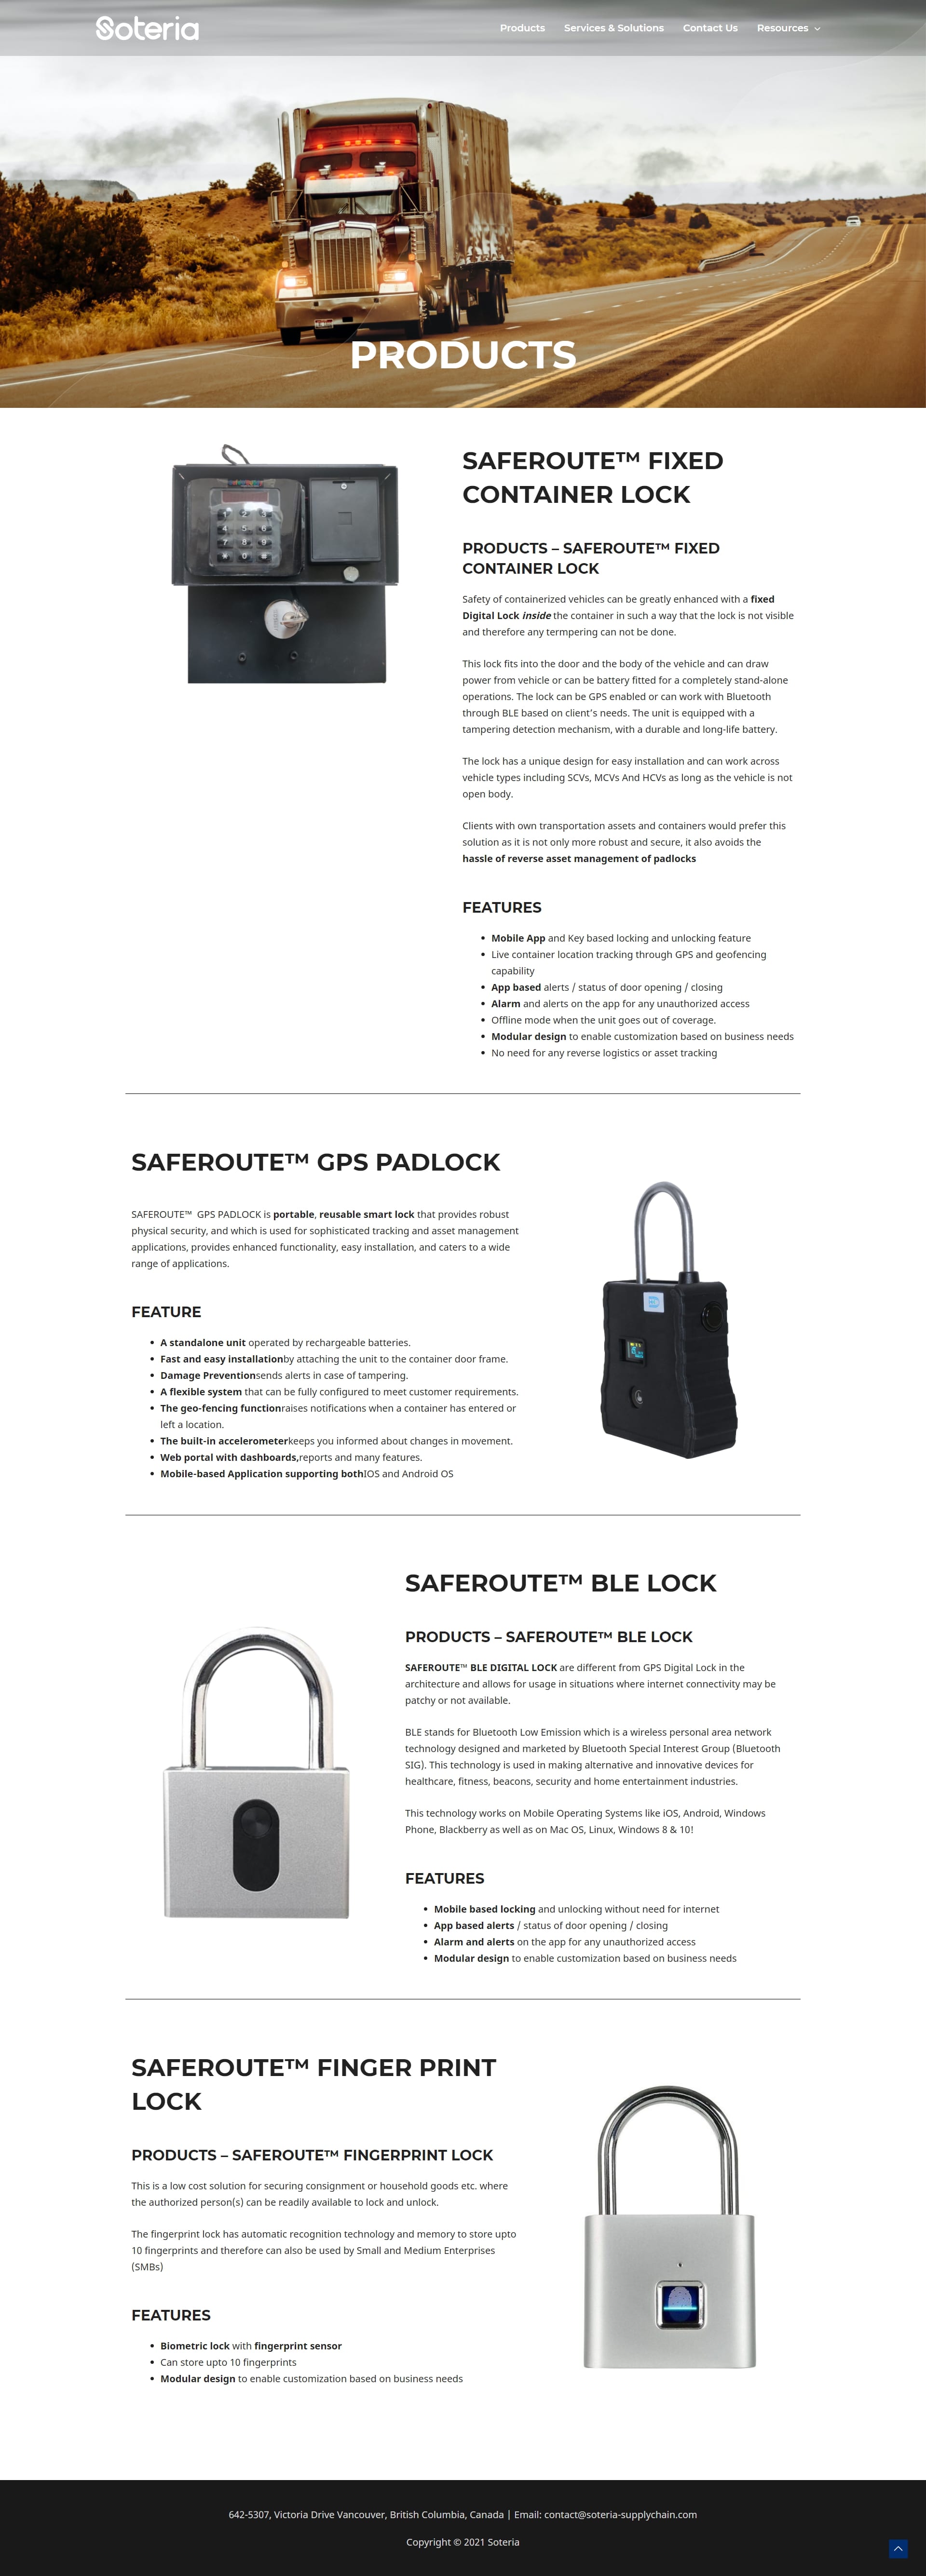 Soteria
Products
Services & Solutions
Contact Us
Resources
PRODUCTS
1 2 3
4 5 6
7 8 9
* 0 #
SAFEROUTE™ FIXED
CONTAINER LOCK
PRODUCTS – SAFEROUTE™ FIXED
CONTAINER LOCK
Safety of containerized vehicles can be greatly enhanced with a fixed
Digital Lock inside the container in such a way that the lock is not visible
and therefore any termpering can not be done.
This lock fits into the door and the body of the vehicle and can draw
power from vehicle or can be battery fitted for a completely stand-alone
operations. The lock can be GPS enabled or can work with Bluetooth
through BLE based on client's needs. The unit is equipped with a
tampering detection mechanism, with a durable and long-life battery.
The lock has a unique design for easy installation and can work across
vehicle types including SCVs, MCVs And HCVs as long as the vehicle is not
open body.
Clients with own transportation assets and containers would prefer this
solution as it is not only more robust and secure, it also avoids the
hassle of reverse asset management of padlocks
FEATURES
• Mobile App and Key based locking and unlocking feature
• Live container location tracking through GPS and geofencing
capability
• App based alerts / status of door opening / closing
• Alarm and alerts on the app for any unauthorized access
• Offline mode when the unit goes out of coverage.
• Modular design to enable customization based on business needs
• No need for any reverse logistics or asset tracking
SAFEROUTE™ GPS PADLOCK
SAFEROUTE™ GPS PADLOCK is portable, reusable smart lock that provides robust
physical security, and which is used for sophisticated tracking and asset management
applications, provides enhanced functionality, easy installation, and caters to a wide
range of applications.
FEATURE
• A standalone unit operated by rechargeable batteries.
• Fast and easy installationby attaching the unit to the container door frame.
• Damage Preventionsends alerts in case of tampering.
• A flexible system that can be fully configured to meet customer requirements.
• The geo-fencing functionraises notifications when a container has entered or
left a location.
• The built-in accelerometerkeeps you informed about changes in movement.
• Web portal with dashboards,reports and many features.
• Mobile-based Application supporting bothIOS and Android OS
SAFEROUTE™ BLE LOCK
PRODUCTS – SAFEROUTE™ BLE LOCK
SAFEROUTE™ BLE DIGITAL LOCK are different from GPS Digital Lock in the
architecture and allows for usage in situations where internet connectivity may be
patchy or not available.
BLE stands for Bluetooth Low Emission which is a wireless personal area network
technology designed and marketed by Bluetooth Special Interest Group (Bluetooth
SIG). This technology is used in making alternative and innovative devices for
healthcare, fitness, beacons, security and home entertainment industries.
This technology works on Mobile Operating Systems like iOS, Android, Windows
Phone, Blackberry as well as on Mac OS, Linux, Windows 8 & 10!
FEATURES
• Mobile based locking and unlocking without need for internet
• App based alerts / status of door opening / closing
• Alarm and alerts on the app for any unauthorized access
• Modular design to enable customization based on business needs
SAFEROUTE™ FINGER PRINT
LOCK
PRODUCTS – SAFEROUTE™ FINGERPRINT LOCK
This is a low cost solution for securing consignment or household goods etc. where
the authorized person(s) can be readily available to lock and unlock.
The fingerprint lock has automatic recognition technology and memory to store upto
10 fingerprints and therefore can also be used by Small and Medium Enterprises
(SMBs)
FEATURES
• Biometric lock with fingerprint sensor
• Can store upto 10 fingerprints
• Modular design to enable customization based on business needs
642-5307, Victoria Drive Vancouver, British Columbia, Canada | Email: contact@soteria-supplychain.com
Copyright © 2021 Soteria